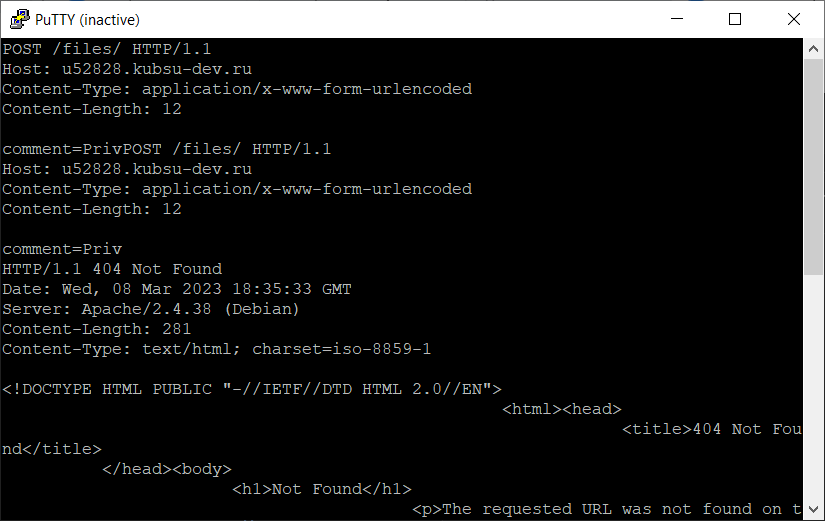 PuTTY (inactive)
POST /files/ HTTP/1.1
Host: u52828.kubsu-dev.ru
Content-Type: application/x-www-form-urlencoded
Content-Length: 12
comment=PrivPOST /files/ HTTP/1.1
Host: u52828.kubsu-dev.ru
Content-Type: application/x-www-form-urlencoded
Content-Length: 12
comment=Priv
HTTP/1.1 404 Not Found
Date: Wed, 08 Mar 2023 18:35:33 GMT
Server: Apache/2.4.38 (Debian)
Content-Length: 281
Content-Type: text/html; charset=iso-8859-1
<!DOCTYPE HTML PUBLIC "-//IETF//DTD HTML 2.0//EN">
<html><head>
<title>404 Not Fou
nd</title>
</head><body>
<h1>Not Found</h1>
<p>The requested URL was not found on t